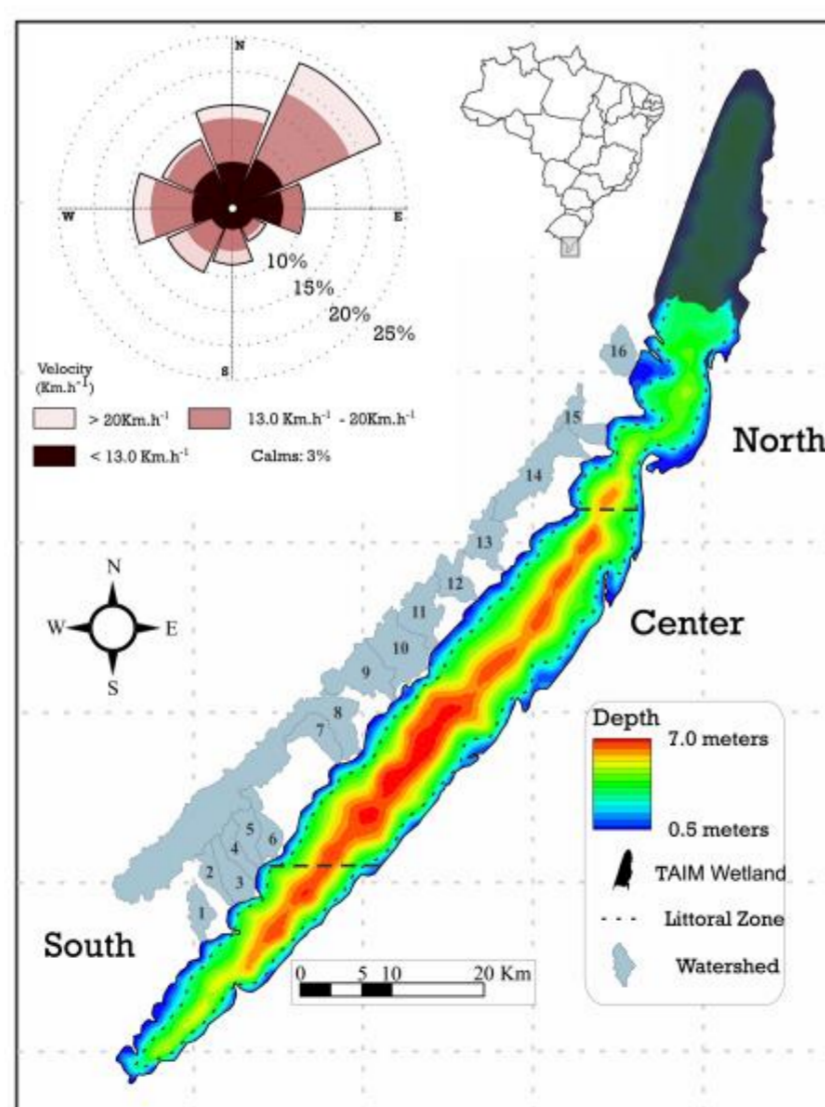 N
W
E
S
10%
15%
20%
25%
Velocity
(Km.h⁻¹)
> 20Km.h⁻¹
13.0 Km.h⁻¹ - 20Km.h⁻¹
< 13.0 Km.h⁻¹
Calms: 3%
16
15
North
14
13
N
W
E
S
12
11
Center
10
9
8
7
Depth
7.0 meters
0.5 meters
5
6
4
2
3
1
TAIM Wetland
Littoral Zone
Watershed
South
0 5 10 20 Km